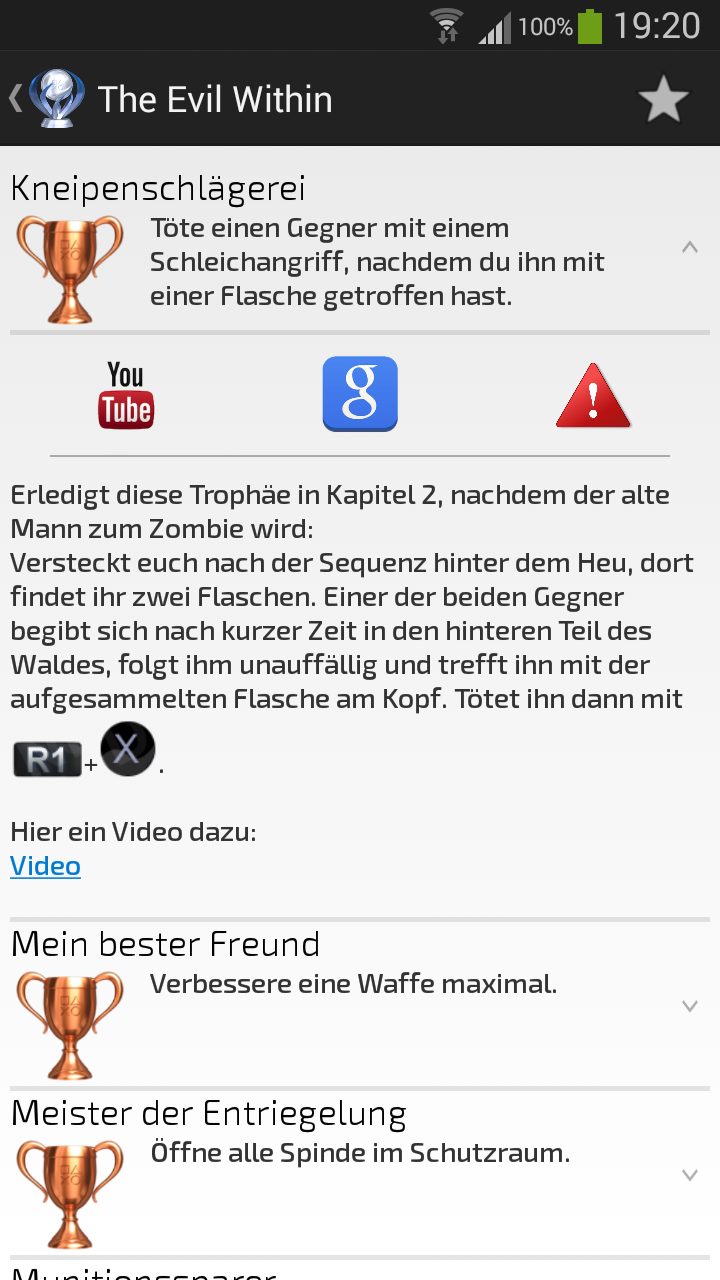 100% 19:20
The Evil Within
Kneipenschlägerei
Töte einen Gegner mit einem
Schleichangriff, nachdem du ihn mit
einer Flasche getroffen hast.
You
Tube
g
!
Erledigt diese Trophäe in Kapitel 2, nachdem der alte
Mann zum Zombie wird:
Versteckt euch nach der Sequenz hinter dem Heu, dort
findet ihr zwei Flaschen. Einer der beiden Gegner
begibt sich nach kurzer Zeit in den hinteren Teil des
Waldes, folgt ihm unauffällig und trefft ihn mit der
aufgesammelten Flasche am Kopf. Tötet ihn dann mit
R1+X.
Hier ein Video dazu:
Video
Mein bester Freund
Verbessere eine Waffe maximal.
Meister der Entriegelung
Öffne alle Spinde im Schutzraum.